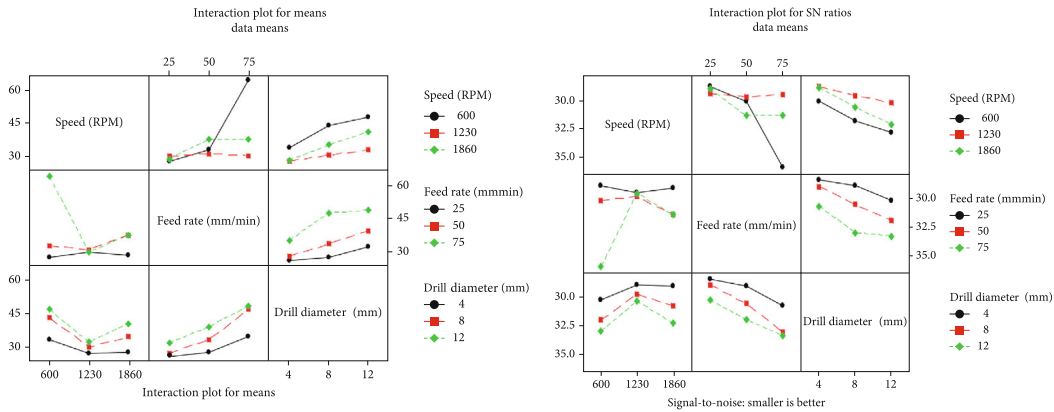 Interaction plot for means
data means
25 50 75
60
45
30
Speed (RPM)
Speed (RPM)
600
1230
1860
Feed rate (mm/min)
60
45
30
Feed rate (mmmin)
25
50
75
60
45
30
Drill diameter (mm)
Drill diameter (mm)
4
8
12
600 1230 1860
4 8 12
Interaction plot for means
Interaction plot for SN ratios
data means
25 50 75
30.0
32.5
35.0
Speed (RPM)
Speed (RPM)
600
1230
1860
Feed rate (mm/min)
30.0
32.5
35.0
Feed rate (mmmin)
25
50
75
30.0
32.5
35.0
Drill diameter (mm)
Drill diameter (mm)
4
8
12
600 1230 1860
4 8 12
Signal-to-noise: smaller is better